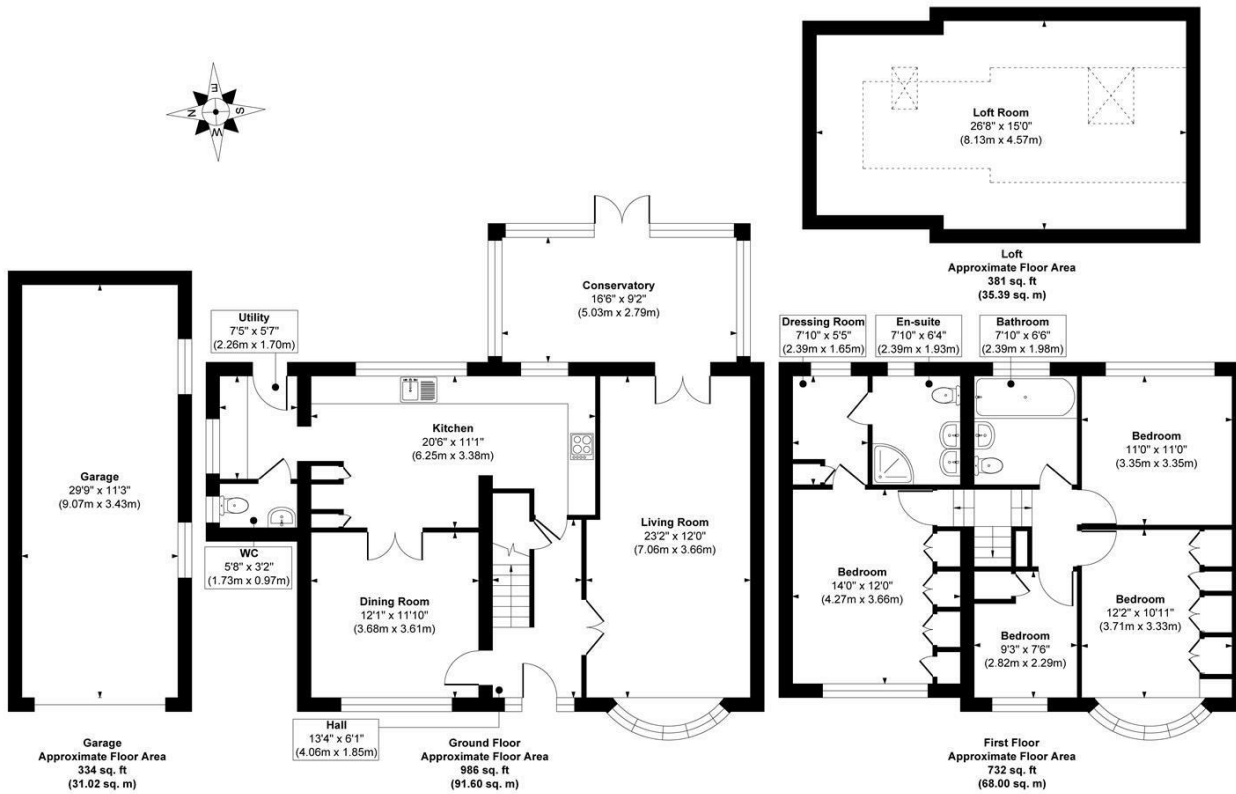 E
N
S
W
Loft Room
26'8" x 15'0"
(8.13m x 4.57m)
Loft
Approximate Floor Area
381 sq. ft
(35.39 sq. m)
Conservatory
16'6" x 9'2"
(5.03m x 2.79m)
Utility
7'5" x 5'7"
(2.26m x 1.70m)
Kitchen
20'6" x 11'1"
(6.25m x 3.38m)
Garage
29'9" x 11'3"
(9.07m x 3.43m)
Living Room
23'2" x 12'0"
(7.06m x 3.66m)
WC
5'8" x 3'2"
(1.73m x 0.97m)
Dining Room
12'1" x 11'10"
(3.68m x 3.61m)
Hall
13'4" x 6'1"
(4.06m x 1.85m)
Garage
Approximate Floor Area
334 sq. ft
(31.02 sq. m)
Ground Floor
Approximate Floor Area
986 sq. ft
(91.60 sq. m)
Dressing Room
7'10" x 5'5"
(2.39m x 1.65m)
En-suite
7'10" x 6'4"
(2.39m x 1.93m)
Bathroom
7'10" x 6'6"
(2.39m x 1.98m)
Bedroom
11'0" x 11'0"
(3.35m x 3.35m)
Bedroom
14'0" x 12'0"
(4.27m x 3.66m)
Bedroom
9'3" x 7'6"
(2.82m x 2.29m)
Bedroom
12'2" x 10'11"
(3.71m x 3.33m)
First Floor
Approximate Floor Area
732 sq. ft
(68.00 sq. m)